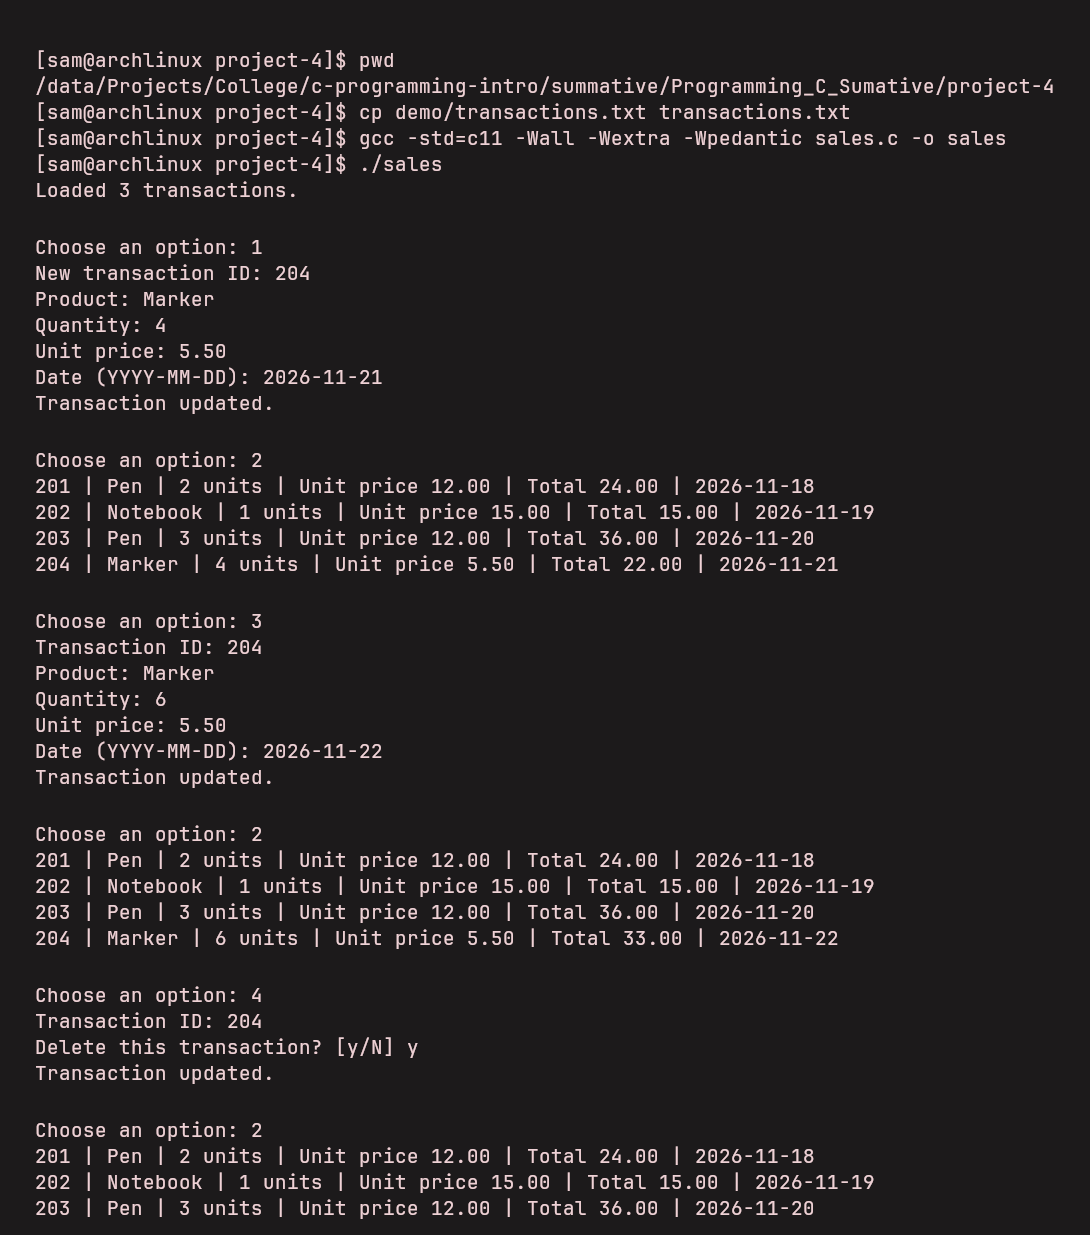 [sam@archlinux project-4]$ pwd
/data/Projects/College/c-programming-intro/summative/Programming_C_Sumative/project-4
[sam@archlinux project-4]$ cp demo/transactions.txt transactions.txt
[sam@archlinux project-4]$ gcc -std=c11 -Wall -Wextra -Wpedantic sales.c -o sales
[sam@archlinux project-4]$ ./sales
Loaded 3 transactions.

Choose an option: 1
New transaction ID: 204
Product: Marker
Quantity: 4
Unit price: 5.50
Date (YYYY-MM-DD): 2026-11-21
Transaction updated.

Choose an option: 2
201 | Pen | 2 units | Unit price 12.00 | Total 24.00 | 2026-11-18
202 | Notebook | 1 units | Unit price 15.00 | Total 15.00 | 2026-11-19
203 | Pen | 3 units | Unit price 12.00 | Total 36.00 | 2026-11-20
204 | Marker | 4 units | Unit price 5.50 | Total 22.00 | 2026-11-21

Choose an option: 3
Transaction ID: 204
Product: Marker
Quantity: 6
Unit price: 5.50
Date (YYYY-MM-DD): 2026-11-22
Transaction updated.

Choose an option: 2
201 | Pen | 2 units | Unit price 12.00 | Total 24.00 | 2026-11-18
202 | Notebook | 1 units | Unit price 15.00 | Total 15.00 | 2026-11-19
203 | Pen | 3 units | Unit price 12.00 | Total 36.00 | 2026-11-20
204 | Marker | 6 units | Unit price 5.50 | Total 33.00 | 2026-11-22

Choose an option: 4
Transaction ID: 204
Delete this transaction? [y/N] y
Transaction updated.

Choose an option: 2
201 | Pen | 2 units | Unit price 12.00 | Total 24.00 | 2026-11-18
202 | Notebook | 1 units | Unit price 15.00 | Total 15.00 | 2026-11-19
203 | Pen | 3 units | Unit price 12.00 | Total 36.00 | 2026-11-20